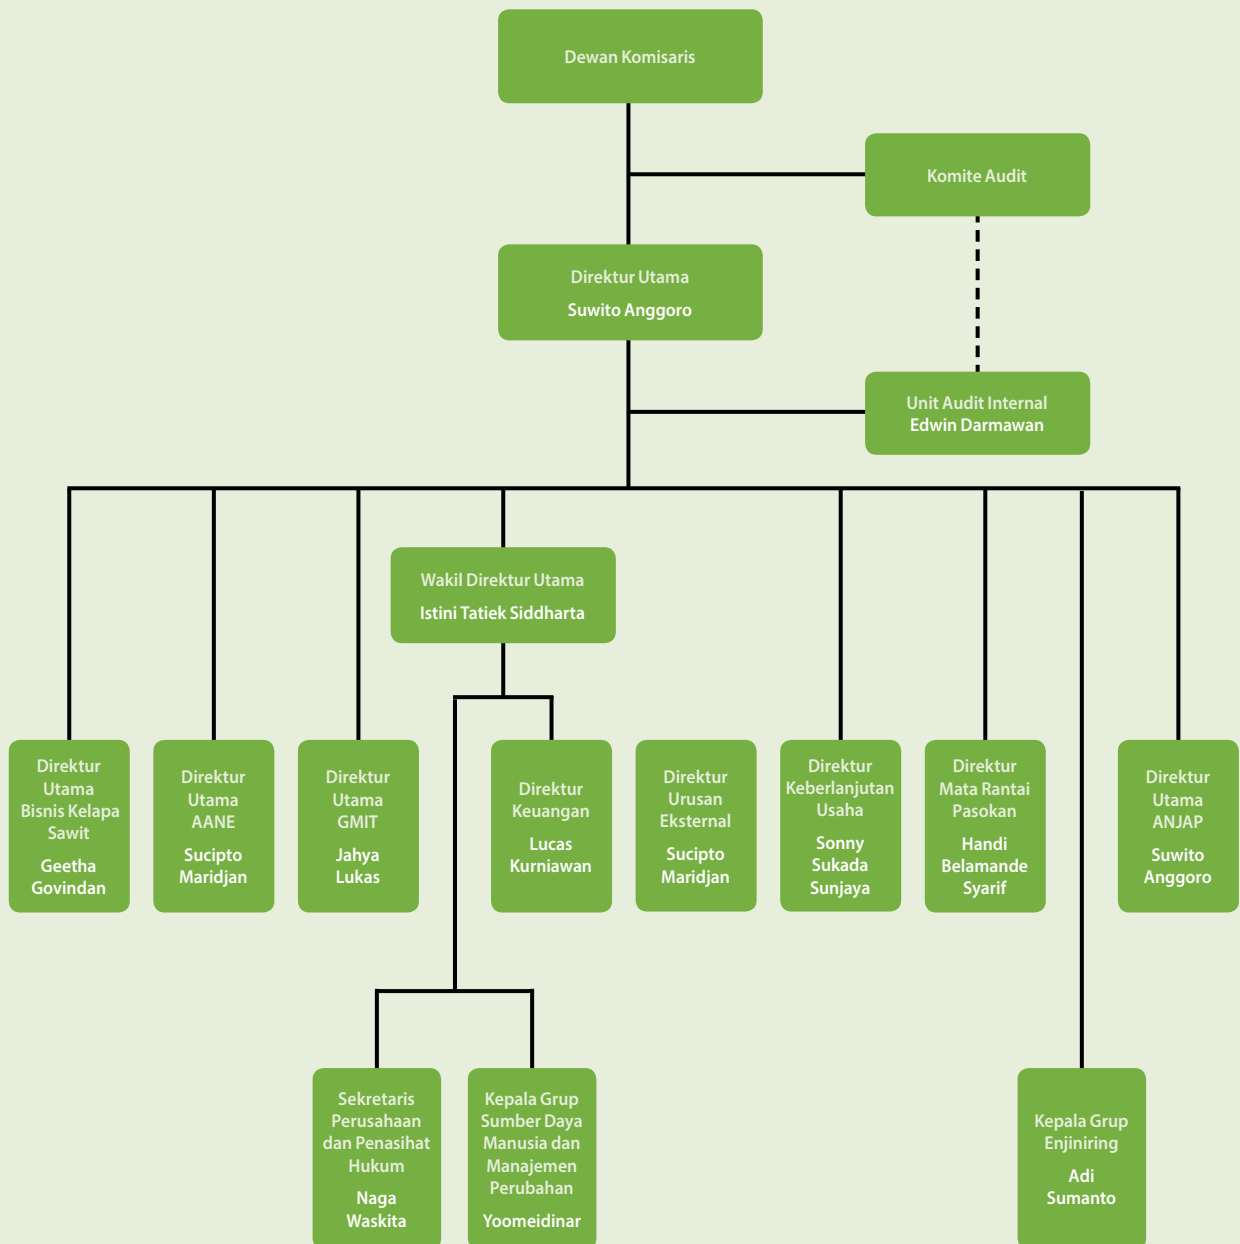 Dewan Komisaris
Komite Audit
Direktur Utama
Suwito Anggoro
Unit Audit Internal
Edwin Darmawan
Wakil Direktur Utama
Istini Tatiek Siddharta
Direktur
Utama
Bisnis Kelapa
Sawit
Geetha
Govindan
Direktur
Utama
AANE
Sucipto
Maridjan
Direktur
Utama
GMIT
Jahya
Lukas
Direktur
Keuangan
Lucas
Kurniawan
Direktur
Urusan
Eksternal
Sucipto
Maridjan
Direktur
Keberlanjutan
Usaha
Sonny
Sukada
Sunjaya
Direktur
Mata Rantai
Pasokan
Handi
Belamande
Syarif
Direktur
Utama
ANJAP
Suwito
Anggoro
Sekretaris
Perusahaan
dan Penasihat
Hukum
Naga
Waskita
Kepala Grup
Sumber Daya
Manusia dan
Manajemen
Perubahan
Yoomeidinar
Kepala Grup
Enjiniring
Adi
Sumanto